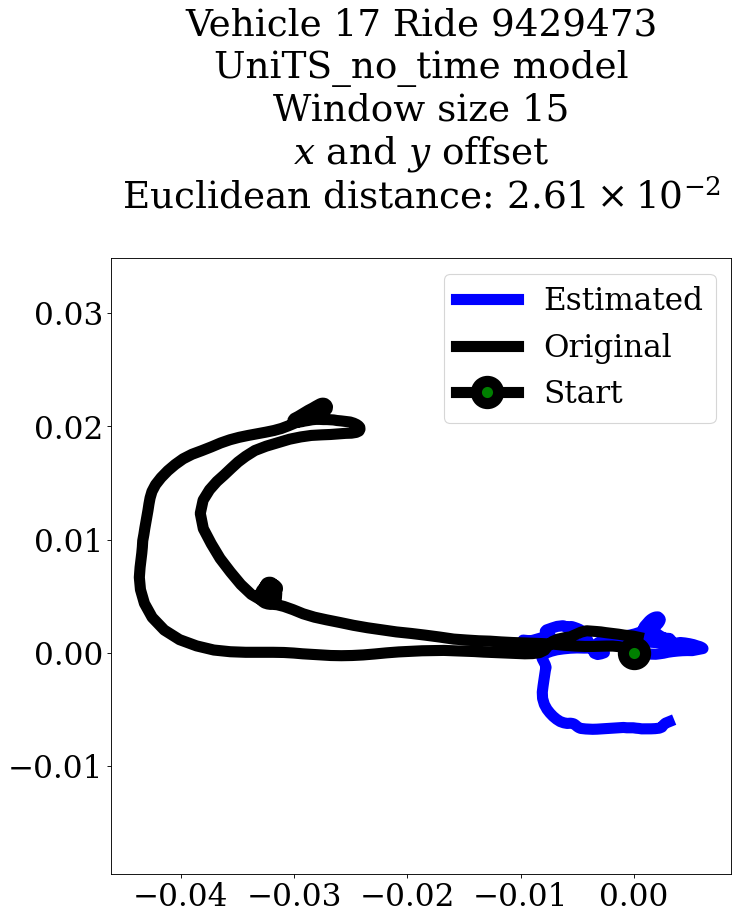 Vehicle 17 Ride 9429473
UniTS_no_time model
Window size 15
x and y offset
Euclidean distance: 2.61 × 10⁻²
Estimated
Original
Start
0.03
0.02
0.01
0.00
−0.01
−0.04 −0.03 −0.02 −0.01 0.00